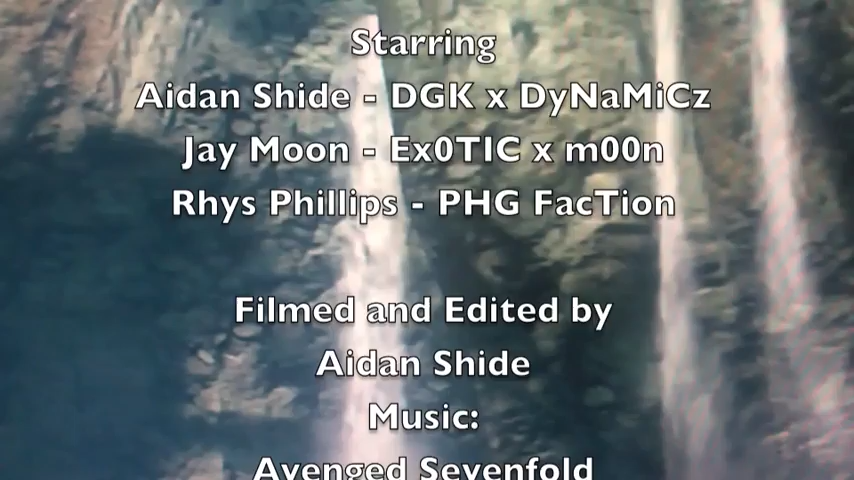 Starring
Aidan Shide - DGK x DyNaMiCz
Jay Moon - Ex0TIC x m00n
Rhys Phillips - PHG FacTion
Filmed and Edited by
Aidan Shide
Music:
Avenged Sevenfold